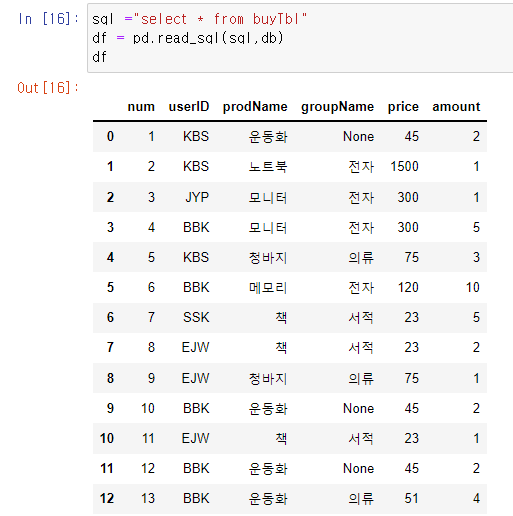 In [16]: sql ="select * from buyTbl"
df = pd.read_sql(sql,db)
df
Out[16]:
num userID prodName groupName price amount
0 1 KBS 운동화 None 45 2
1 2 KBS 노트북 전자 1500 1
2 3 JYP 모니터 전자 300 1
3 4 BBK 모니터 전자 300 5
4 5 KBS 청바지 의류 75 3
5 6 BBK 메모리 전자 120 10
6 7 SSK 책 서적 23 5
7 8 EJW 책 서적 23 2
8 9 EJW 청바지 의류 75 1
9 10 BBK 운동화 None 45 2
10 11 EJW 책 서적 23 1
11 12 BBK 운동화 None 45 2
12 13 BBK 운동화 의류 51 4